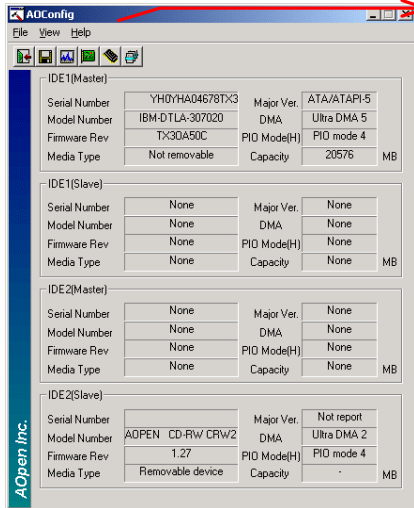 AOConfig
File View Help
IDE1(Master)
Serial Number YH0YHA04678TX3 Major Ver. ATA/ATAPI-5
Model Number IBM-DTLA-307020 DMA Ultra DMA 5
Firmware Rev TX3OA50C PIO Mode(H) PIO mode 4
Media Type Not removable Capacity 20576 MB
IDE1(Slave)
Serial Number None Major Ver. None
Model Number None DMA None
Firmware Rev None PIO Mode(H) None
Media Type None Capacity None MB
IDE2(Master)
Serial Number None Major Ver. None
Model Number None DMA None
Firmware Rev None PIO Mode(H) None
Media Type None Capacity None MB
IDE2(Slave)
Serial Number Major Ver. Not report
Model Number AOPEN CD-RW CRW2 DMA Ultra DMA 2
Firmware Rev 1.27 PIO Mode(H) PIO mode 4
Media Type Removable device Capacity - MB
AOpen Inc.